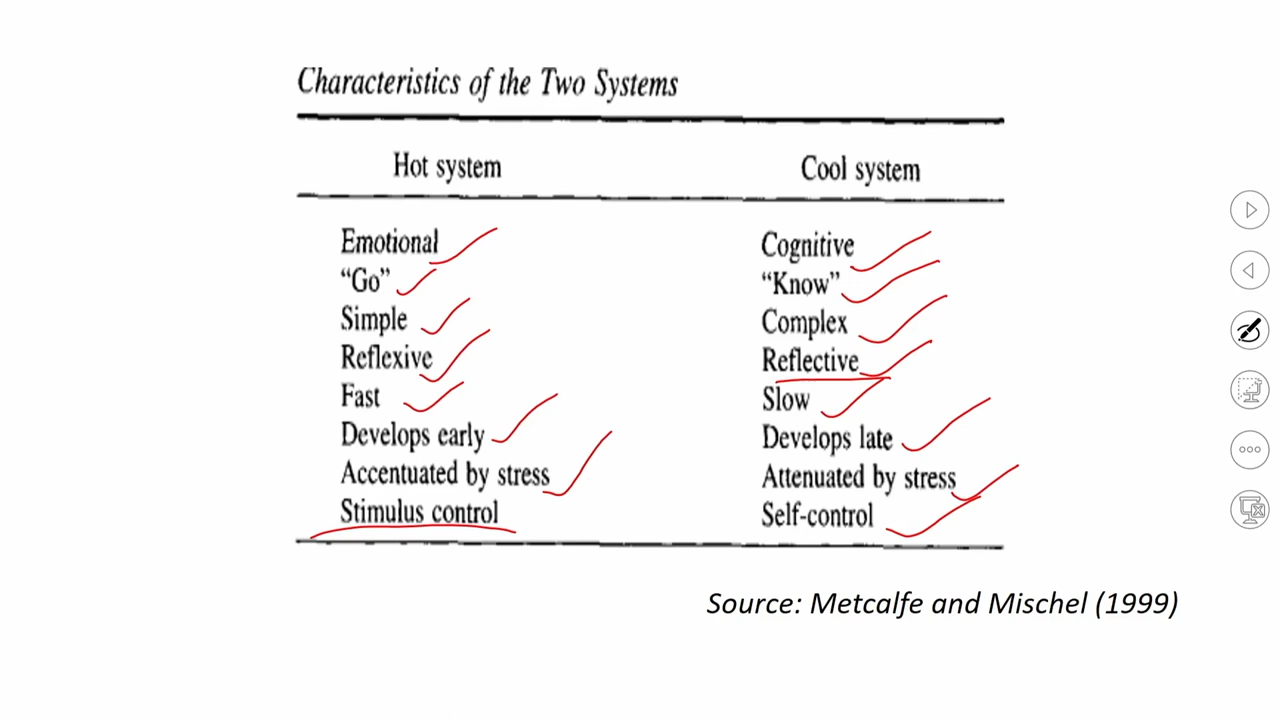 Characteristics of the Two Systems
Hot system Cool system
Emotional Cognitive
“Go” “Know”
Simple Complex
Reflexive Reflective
Fast Slow
Develops early Develops late
Accentuated by stress Attenuated by stress
Stimulus control Self-control
Source: Metcalfe and Mischel (1999)